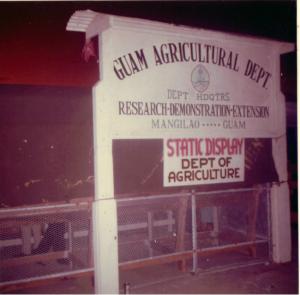 GUAM AGRICULTURAL DEPT.
DEPT HDQTRS
RESEARCH-DEMONSTRATION-EXTENSION
MANGILAO ····· GUAM
STATIC DISPLAY
DEPT OF
AGRICULTURE